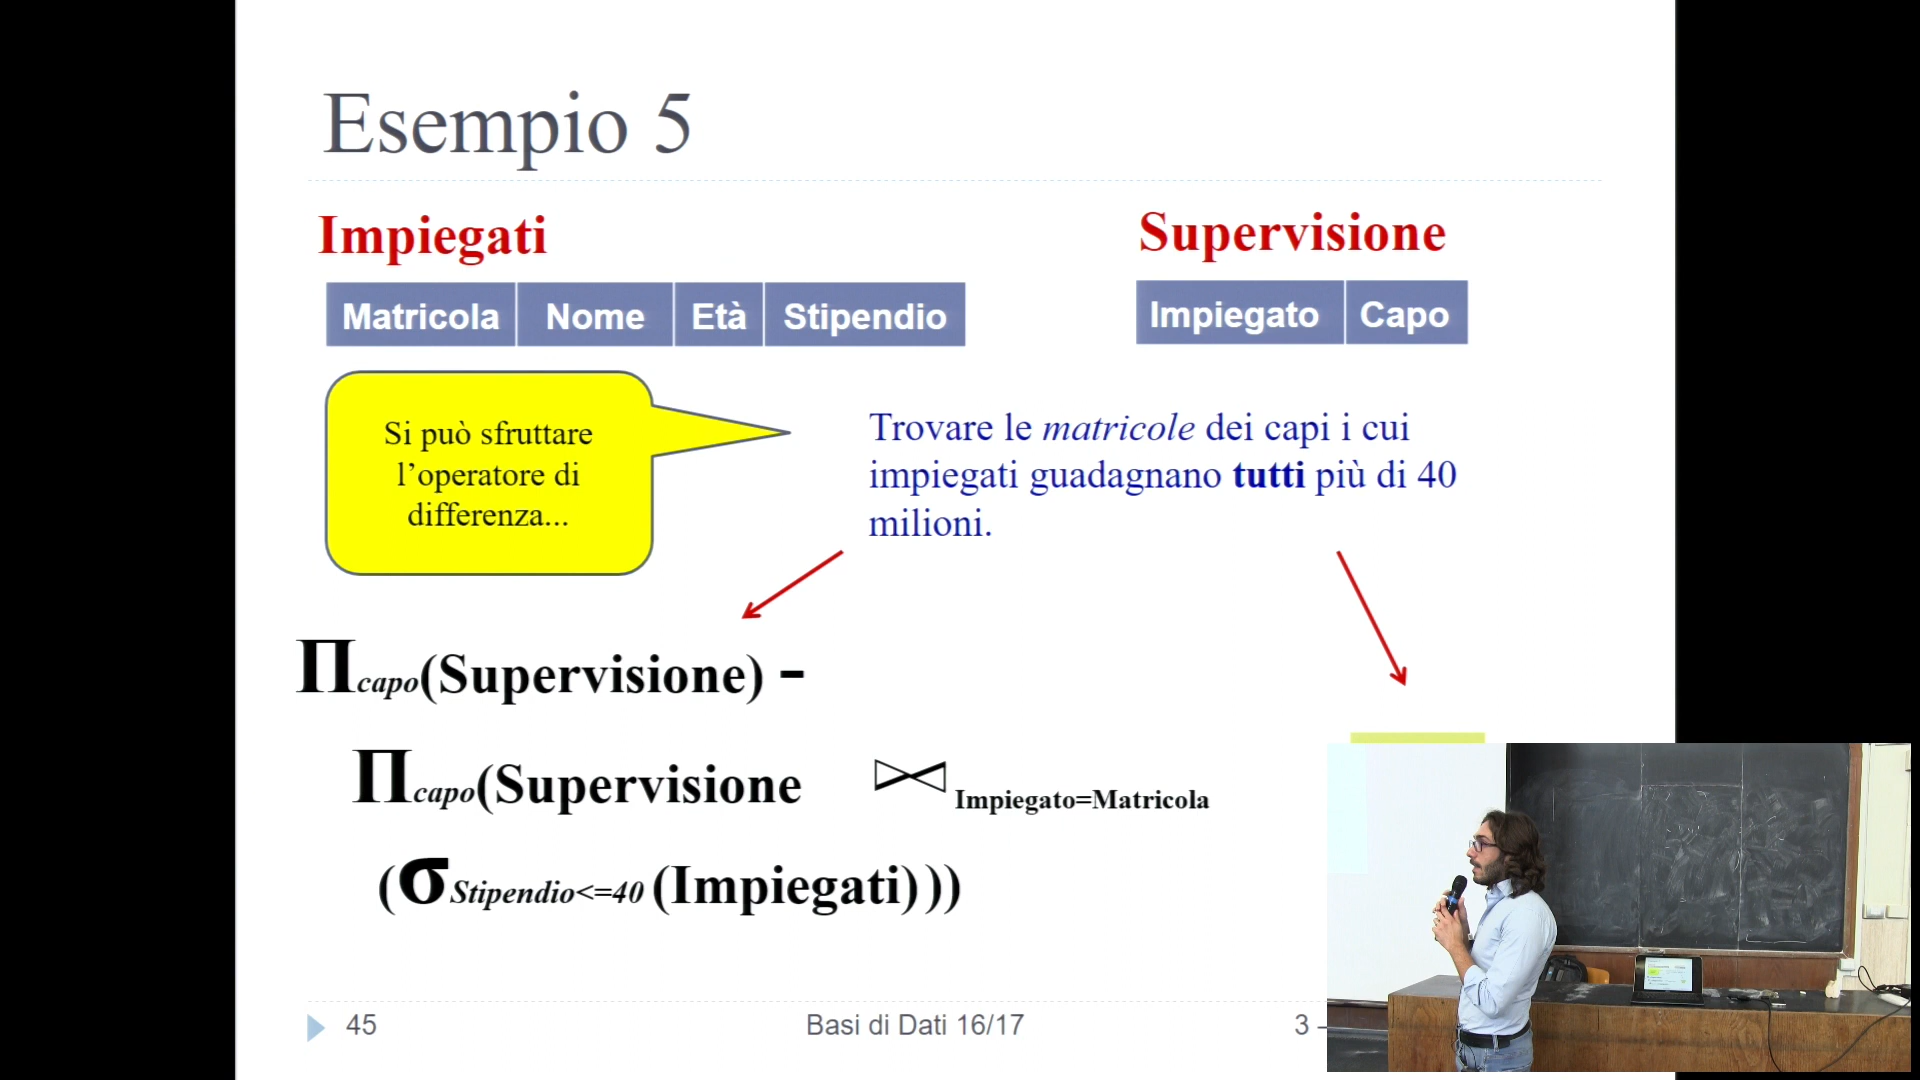 Esempio 5
Impiegati
Supervisione
Matricola Nome Età Stipendio
Impiegato Capo
Si può sfruttare
l’operatore di
differenza...
Trovare le matricole dei capi i cui
impiegati guadagnano tutti più di 40
milioni.
Πcapo(Supervisione) -
Πcapo(Supervisione ⋈ Impiegato=Matricola
(σStipendio<=40 (Impiegati)))
45
Basi di Dati 16/17
3 –